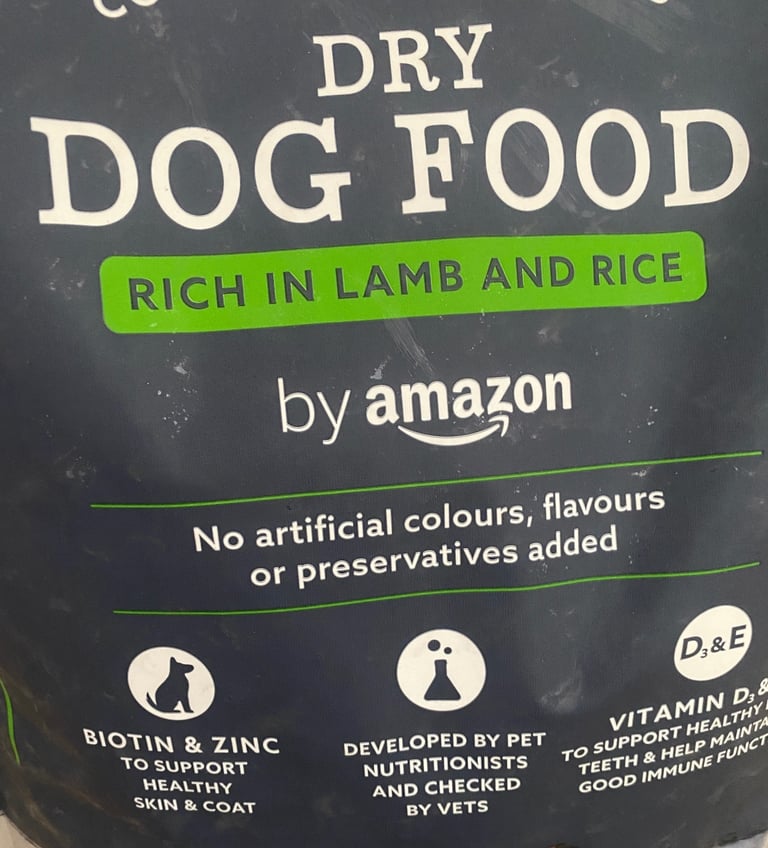 DRY
DOG FOOD
RICH IN LAMB AND RICE
by amazon
No artificial colours, flavours
or preservatives added
D₃&E
BIOTIN & ZINC
TO SUPPORT
HEALTHY
SKIN & COAT
DEVELOPED BY PET
NUTRITIONISTS
AND CHECKED
BY VETS
VITAMIN D₃ &
TO SUPPORT HEALTHY
TEETH & HELP
GOOD IMMUNE